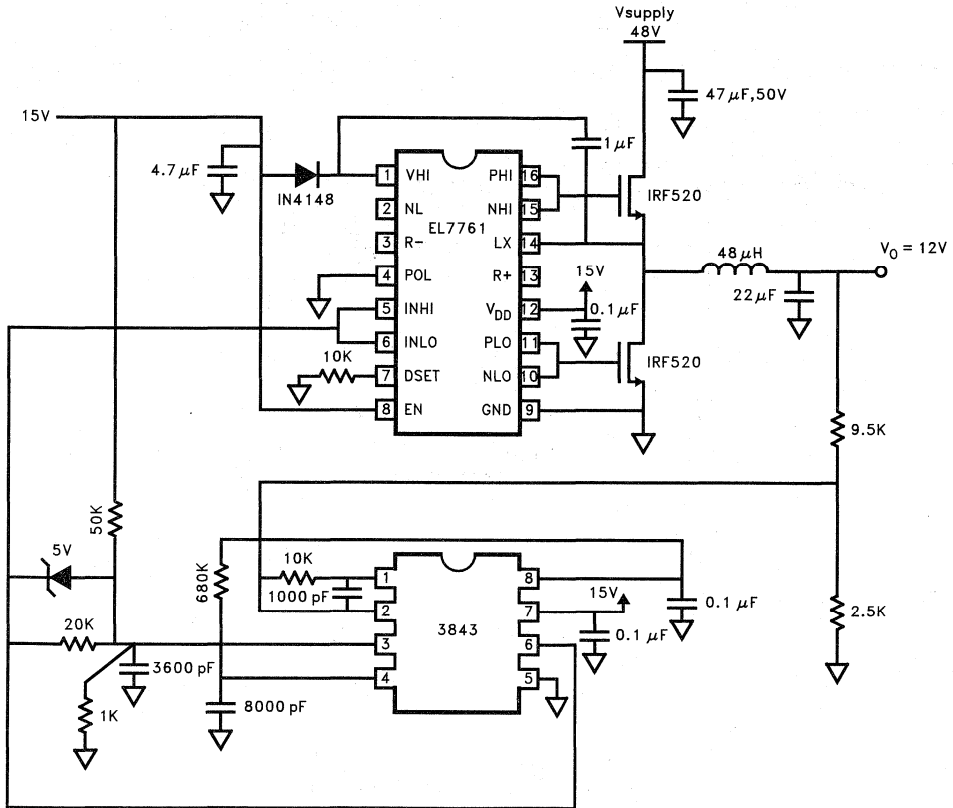 Vsupply
48V
47μF,50V
15V
1μF
4.7μF
IN4148
1 VHI PHI 16
2 NL NHI 15
EL7761
3 R- LX 14
4 POL R+ 13
5 INHI VDD 12
6 INLO PLO 11
7 DSET NLO 10
8 EN GND 9
IRF520
48μH
VO = 12V
15V
0.1μF
22μF
10K
IRF520
9.5K
50K
5V
680K
10K
1000 pF
1 8
2 7
3843
3 6
4 5
15V
0.1μF
0.1μF
2.5K
20K
3600 pF
1K
8000 pF